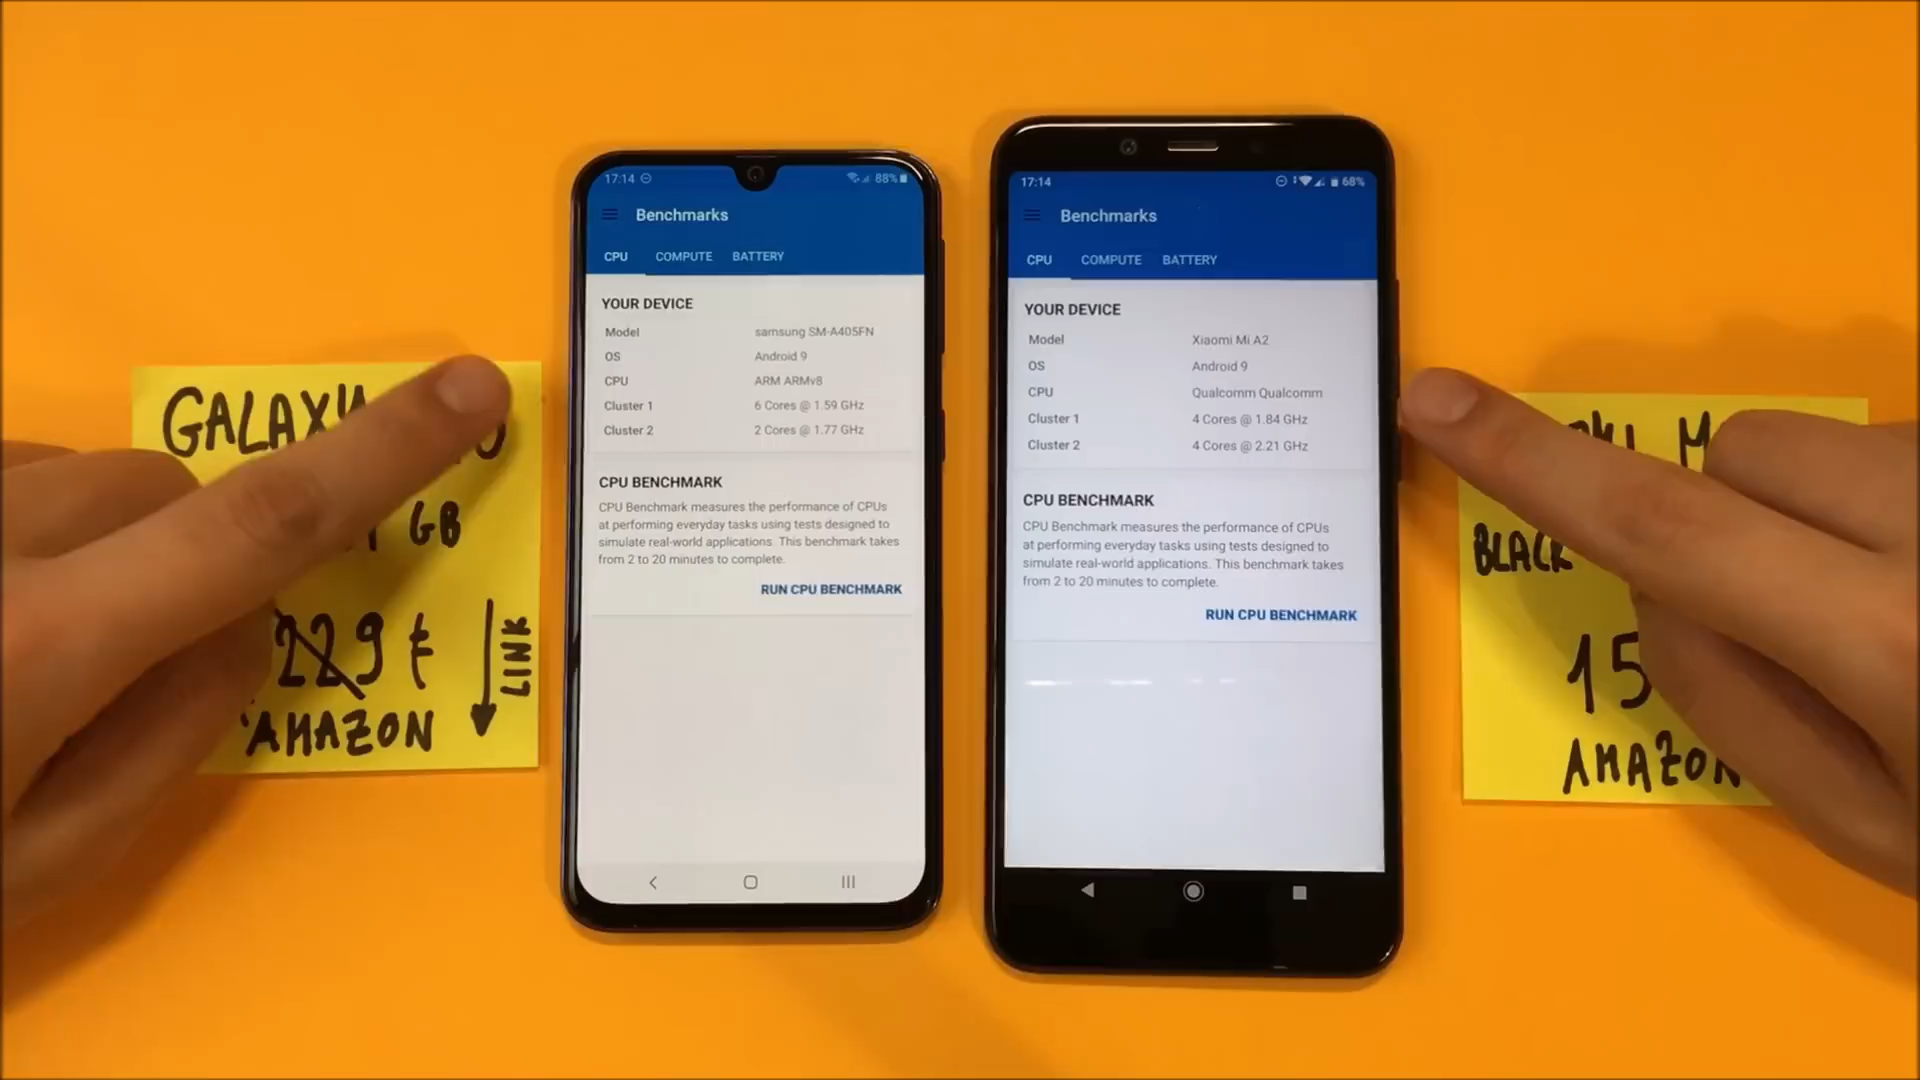 17:14
88%
Benchmarks
CPU COMPUTE BATTERY
YOUR DEVICE
Model samsung SM-A405FN
OS Android 9
CPU ARM ARMv8
Cluster 1 6 Cores @ 1.59 GHz
Cluster 2 2 Cores @ 1.77 GHz
CPU BENCHMARK
CPU Benchmark measures the performance of CPUs
at performing everyday tasks using tests designed to
simulate real-world applications. This benchmark takes
from 2 to 20 minutes to complete.
RUN CPU BENCHMARK
17:14
68%
Benchmarks
CPU COMPUTE BATTERY
YOUR DEVICE
Model Xiaomi Mi A2
OS Android 9
CPU Qualcomm Qualcomm
Cluster 1 4 Cores @ 1.84 GHz
Cluster 2 4 Cores @ 2.21 GHz
CPU BENCHMARK
CPU Benchmark measures the performance of CPUs
at performing everyday tasks using tests designed to
simulate real-world applications. This benchmark takes
from 2 to 20 minutes to complete.
RUN CPU BENCHMARK
GALAXY
GB
229 €
AMAZON
LINK
BLACK
15
AMAZON